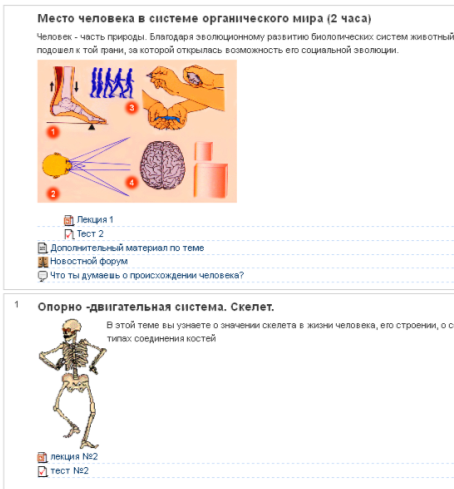 Место человека в системе органического мира (2 часа)
Человек - часть природы. Благодаря эволюционному развитию биологических систем животный
подошел к той грани, за которой открылась возможность его социальной эволюции.
3
1
2
4
Лекция 1
Тест 2
Дополнительный материал по теме
Новостной форум
Что ты думаешь о происхождении человека?
1
Опорно -двигательная система. Скелет.
В этой теме вы узнаете о значении скелета в жизни человека, его строении, о
типах соединения костей
лекция №2
тест №2